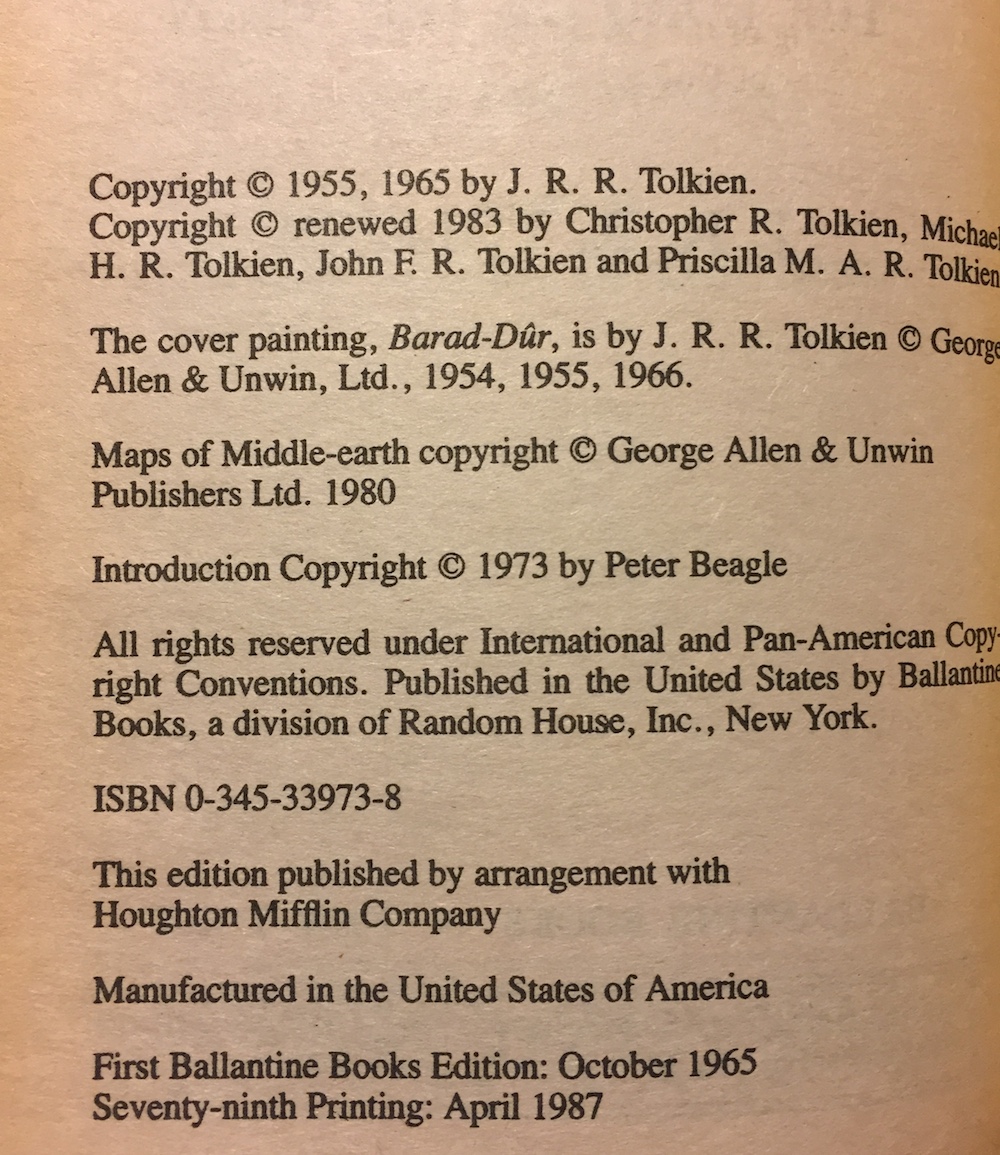 Copyright © 1955, 1965 by J. R. R. Tolkien.
Copyright © renewed 1983 by Christopher R. Tolkien, Michael
H. R. Tolkien, John F. R. Tolkien and Priscilla M. A. R. Tolkien
The cover painting, Barad-Dûr, is by J. R. R. Tolkien © George
Allen & Unwin, Ltd., 1954, 1955, 1966.
Maps of Middle-earth copyright © George Allen & Unwin
Publishers Ltd. 1980
Introduction Copyright © 1973 by Peter Beagle
All rights reserved under International and Pan-American Copy-
right Conventions. Published in the United States by Ballantine
Books, a division of Random House, Inc., New York.
ISBN 0-345-33973-8
This edition published by arrangement with
Houghton Mifflin Company
Manufactured in the United States of America
First Ballantine Books Edition: October 1965
Seventy-ninth Printing: April 1987